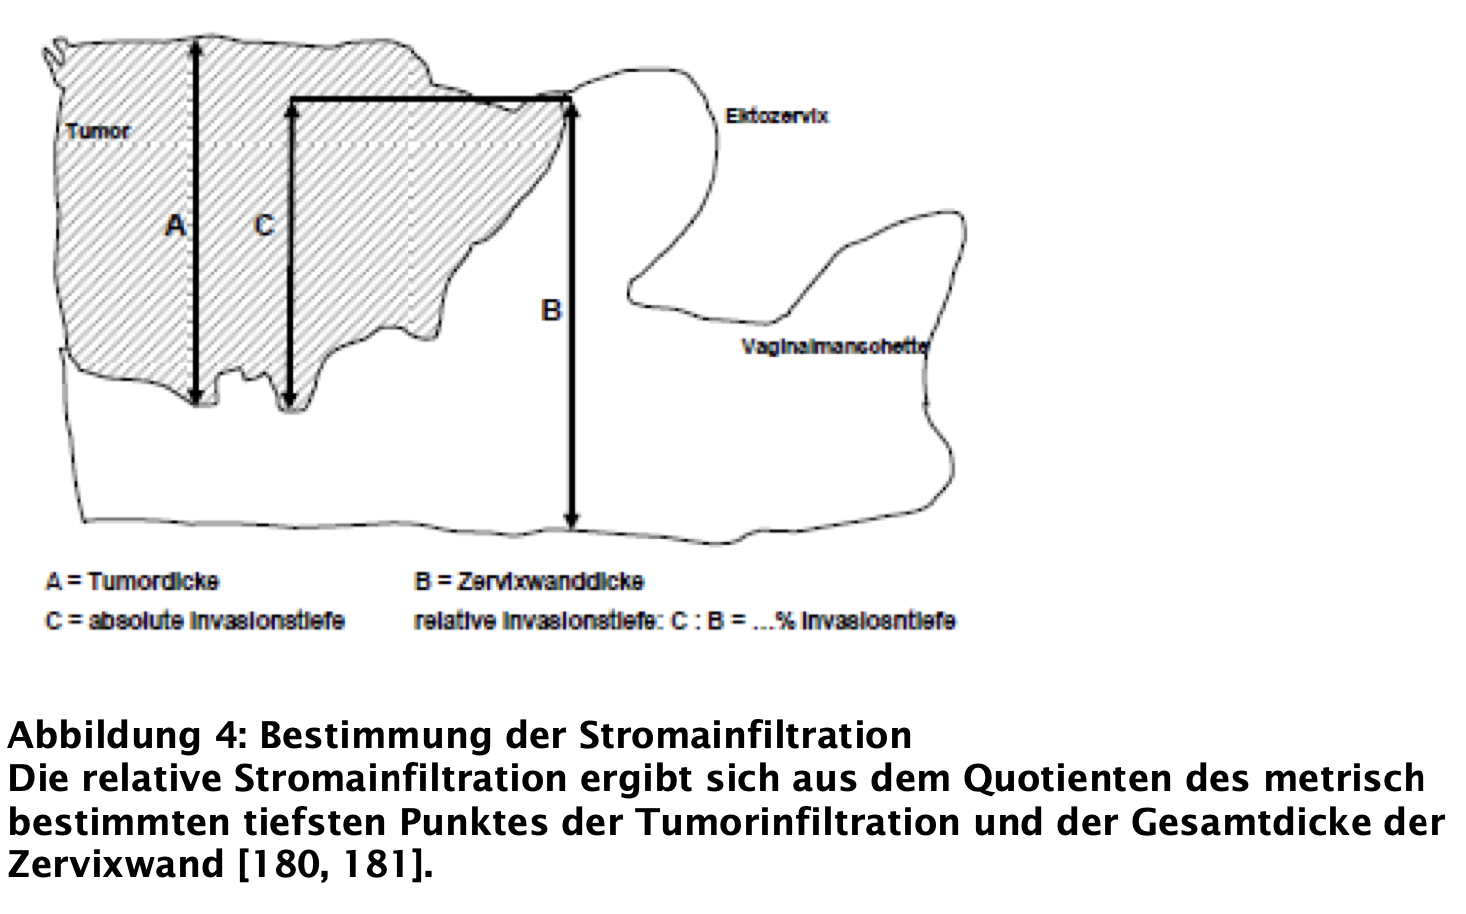 Tumor
Ektozervix
A
C
B
Vaginalmanschette
A = Tumordicke
B = Zervixwanddicke
C = absolute Invasionstiefe
relative Invasionstiefe: C : B = ...% Invasiosntiefe
Abbildung 4: Bestimmung der Stromainfiltration
Die relative Stromainfiltration ergibt sich aus dem Quotienten des metrisch
bestimmten tiefsten Punktes der Tumorinfiltration und der Gesamtdicke der
Zervixwand [180, 181].